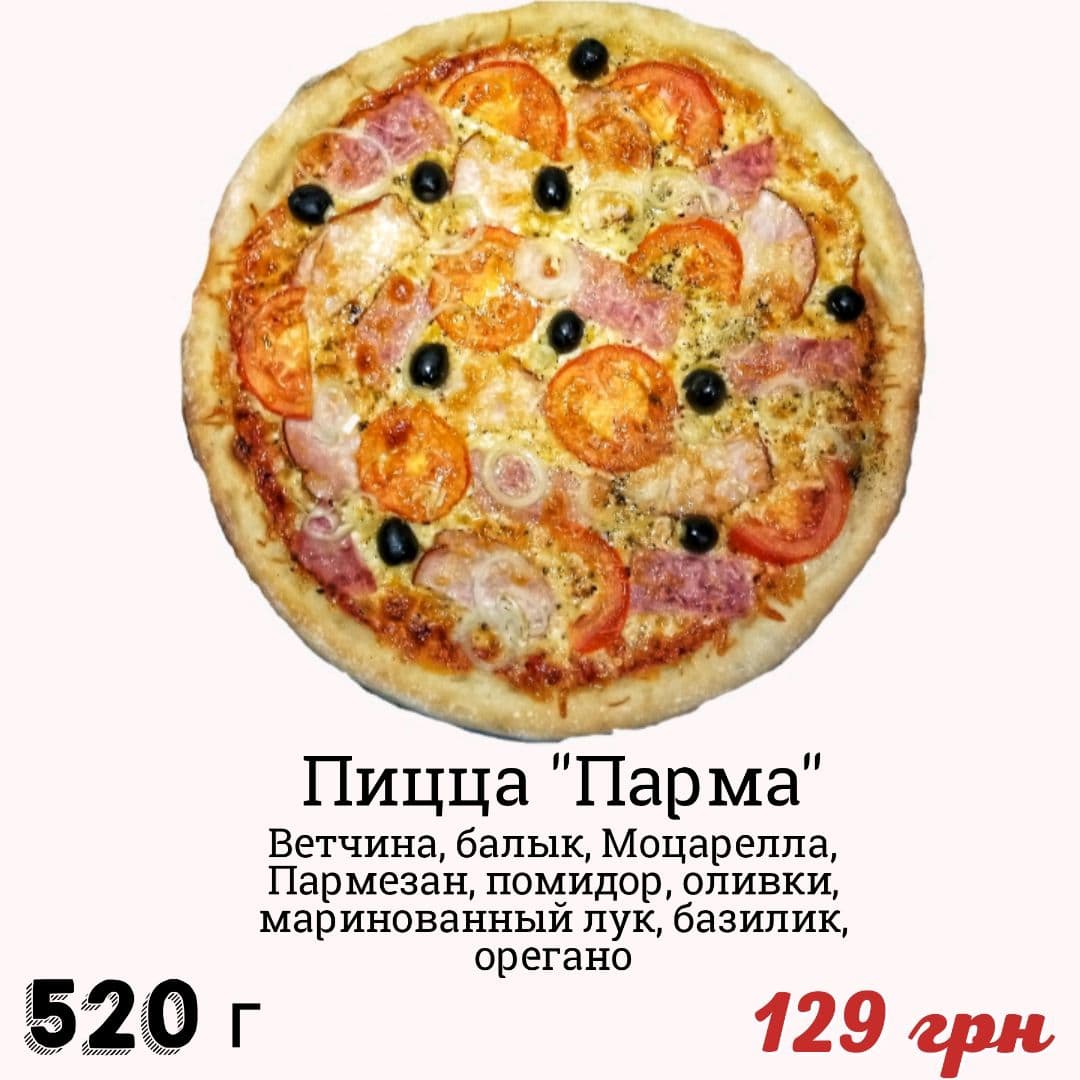 Пицца "Парма"
Ветчина, балык, Моцарелла,
Пармезан, помидор, оливки,
маринованный лук, базилик,
орегано
520 г
129 грн